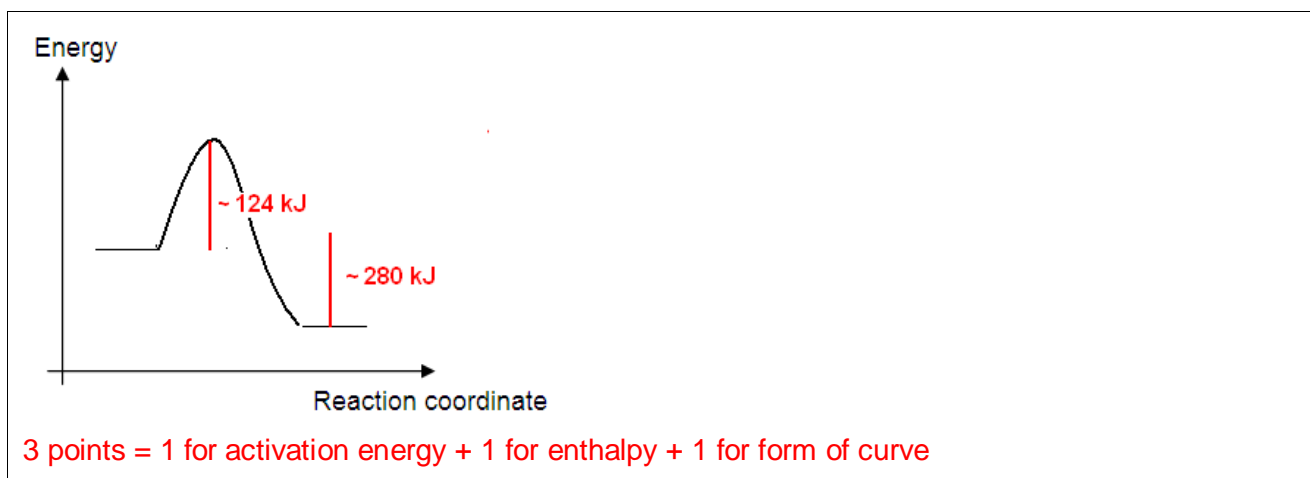 Energy
~ 124 kJ
~ 280 kJ
Reaction coordinate
3 points = 1 for activation energy + 1 for enthalpy + 1 for form of curve